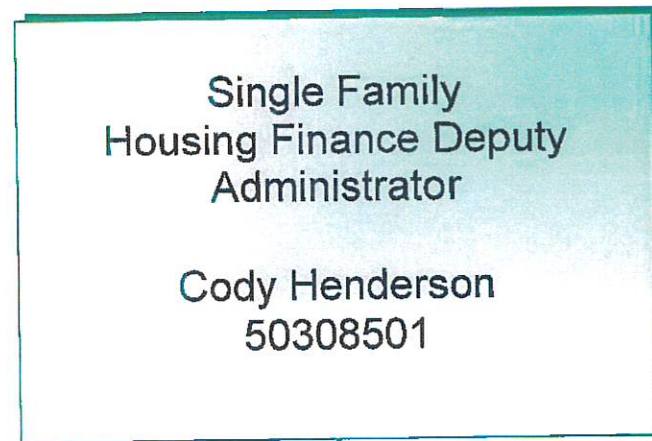 Single Family
Housing Finance Deputy
Administrator
Cody Henderson
50308501